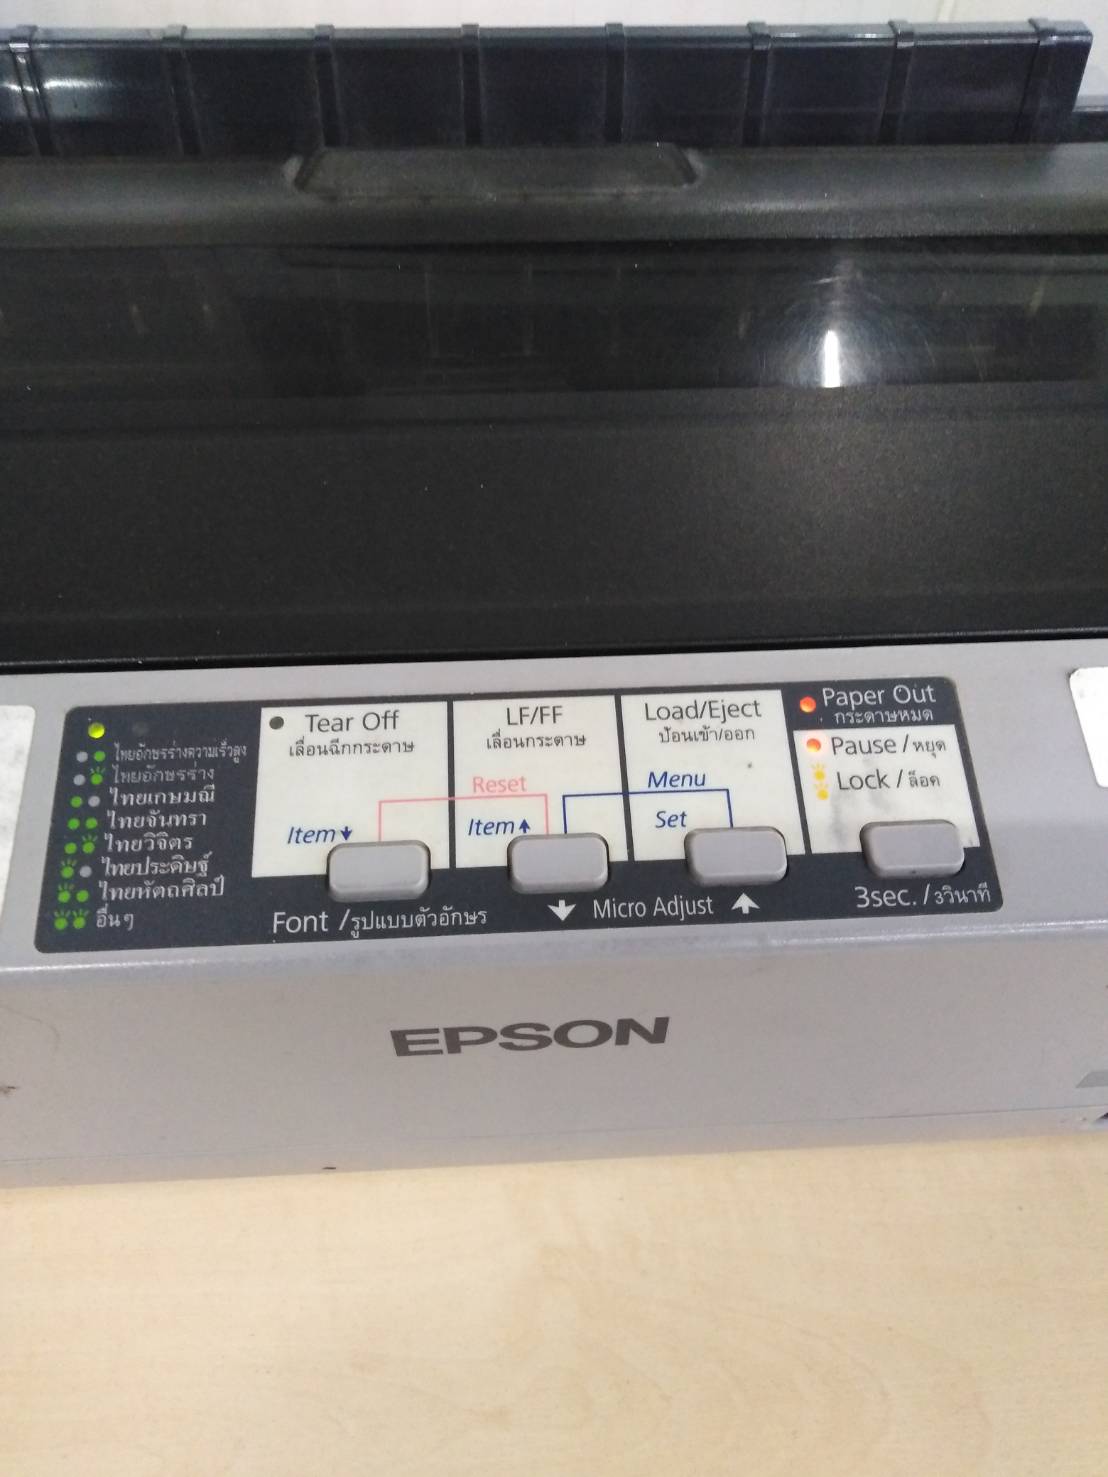 ไทยอักษรร่างความเร็วสูง
ไทยอักษรร่าง
ไทยเกษมณี
ไทยจันทรา
ไทยวิจิตร
ไทยประดิษฐ์
ไทยหัตถศิลป์
อื่นๆ
Tear Off
เลื่อนฉีกกระดาษ
Item
Font /รูปแบบตัวอักษร
LF/FF
เลื่อนกระดาษ
Reset
Item
Load/Eject
ป้อนเข้า/ออก
Menu
Set
Micro Adjust
Paper Out
กระดาษหมด
Pause /หยุด
Lock /ล็อค
3sec. /3วินาที
EPSON